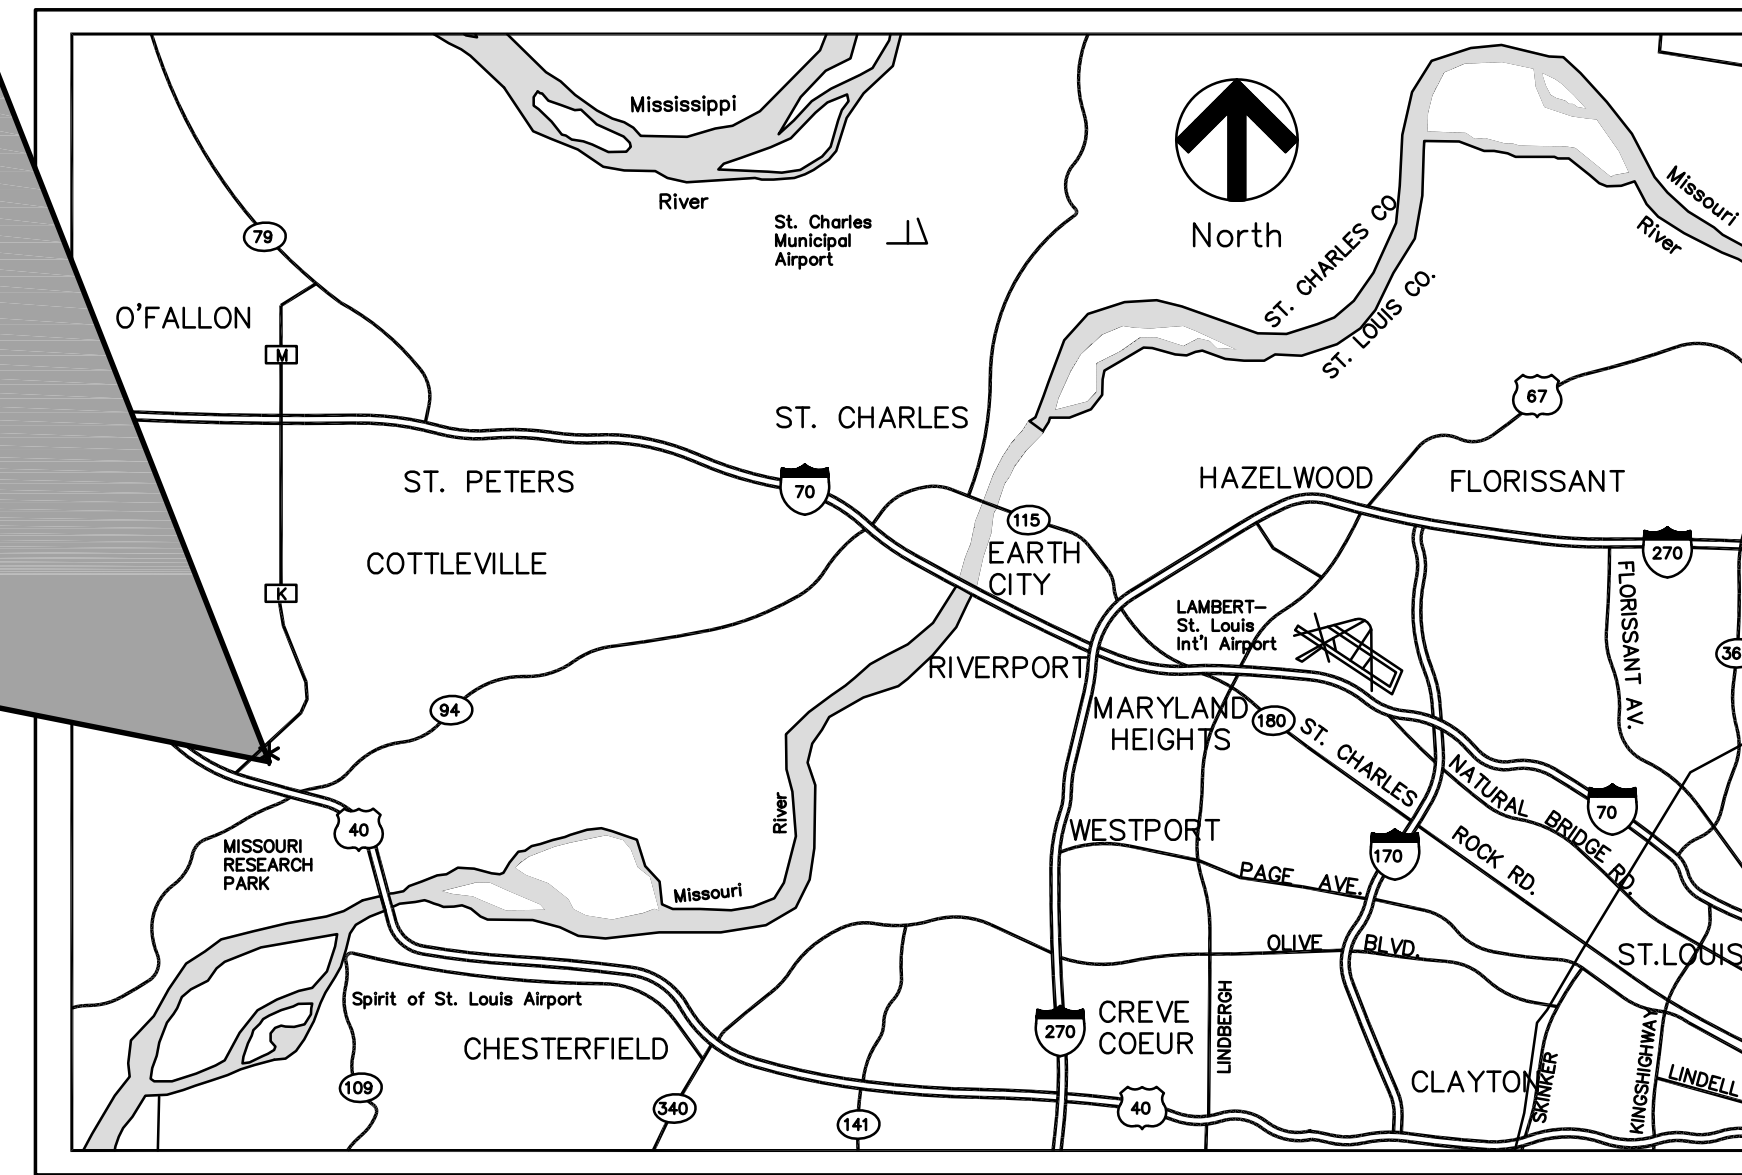 Mississippi
River
St. Charles
Municipal
Airport
North
ST. CHARLES CO.
ST. LOUIS CO.
Missouri
River
79
O'FALLON
M
67
ST. CHARLES
ST. PETERS
70
HAZELWOOD
FLORISSANT
115
EARTH
CITY
270
COTTLEVILLE
K
FLORISSANT AV.
LAMBERT-
St. Louis
Int'l Airport
RIVERPORT
36
94
MARYLAND
HEIGHTS
180
ST. CHARLES
ROCK RD.
NATURAL BRIDGE RD.
70
River
40
WESTPORT
170
MISSOURI
RESEARCH
PARK
PAGE AVE.
Missouri
OLIVE BLVD.
ST.LOUIS
Spirit of St. Louis Airport
CHESTERFIELD
270
CREVE
COEUR
LINDBERGH
CLAYTON
SKINKER
KINGSHIGHWAY
LINDELL
109
340
141
40